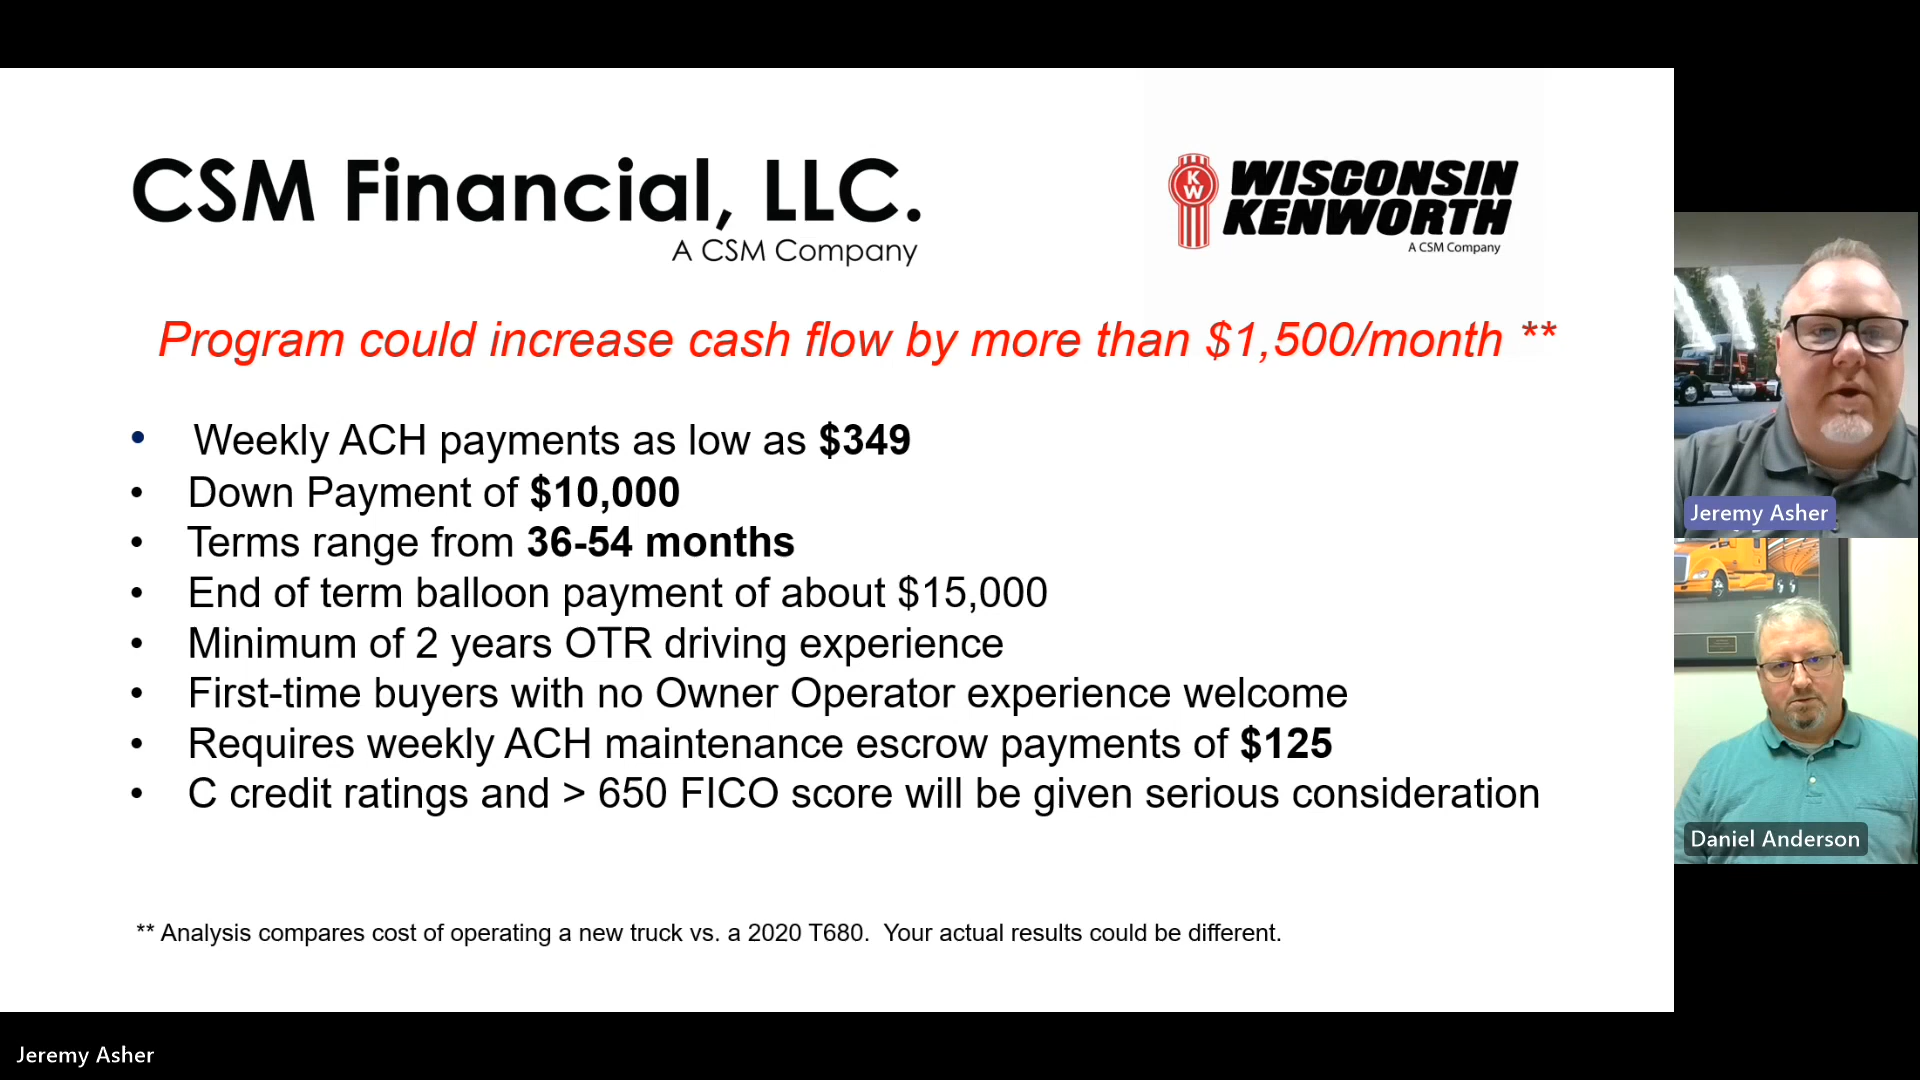 CSM Financial, LLC.
A CSM Company
KW
WISCONSIN
KENWORTH
A CSM Company
Program could increase cash flow by more than $1,500/month **
• Weekly ACH payments as low as $349
• Down Payment of $10,000
• Terms range from 36-54 months
• End of term balloon payment of about $15,000
• Minimum of 2 years OTR driving experience
• First-time buyers with no Owner Operator experience welcome
• Requires weekly ACH maintenance escrow payments of $125
• C credit ratings and > 650 FICO score will be given serious consideration
** Analysis compares cost of operating a new truck vs. a 2020 T680. Your actual results could be different.
Jeremy Asher
Daniel Anderson
Jeremy Asher